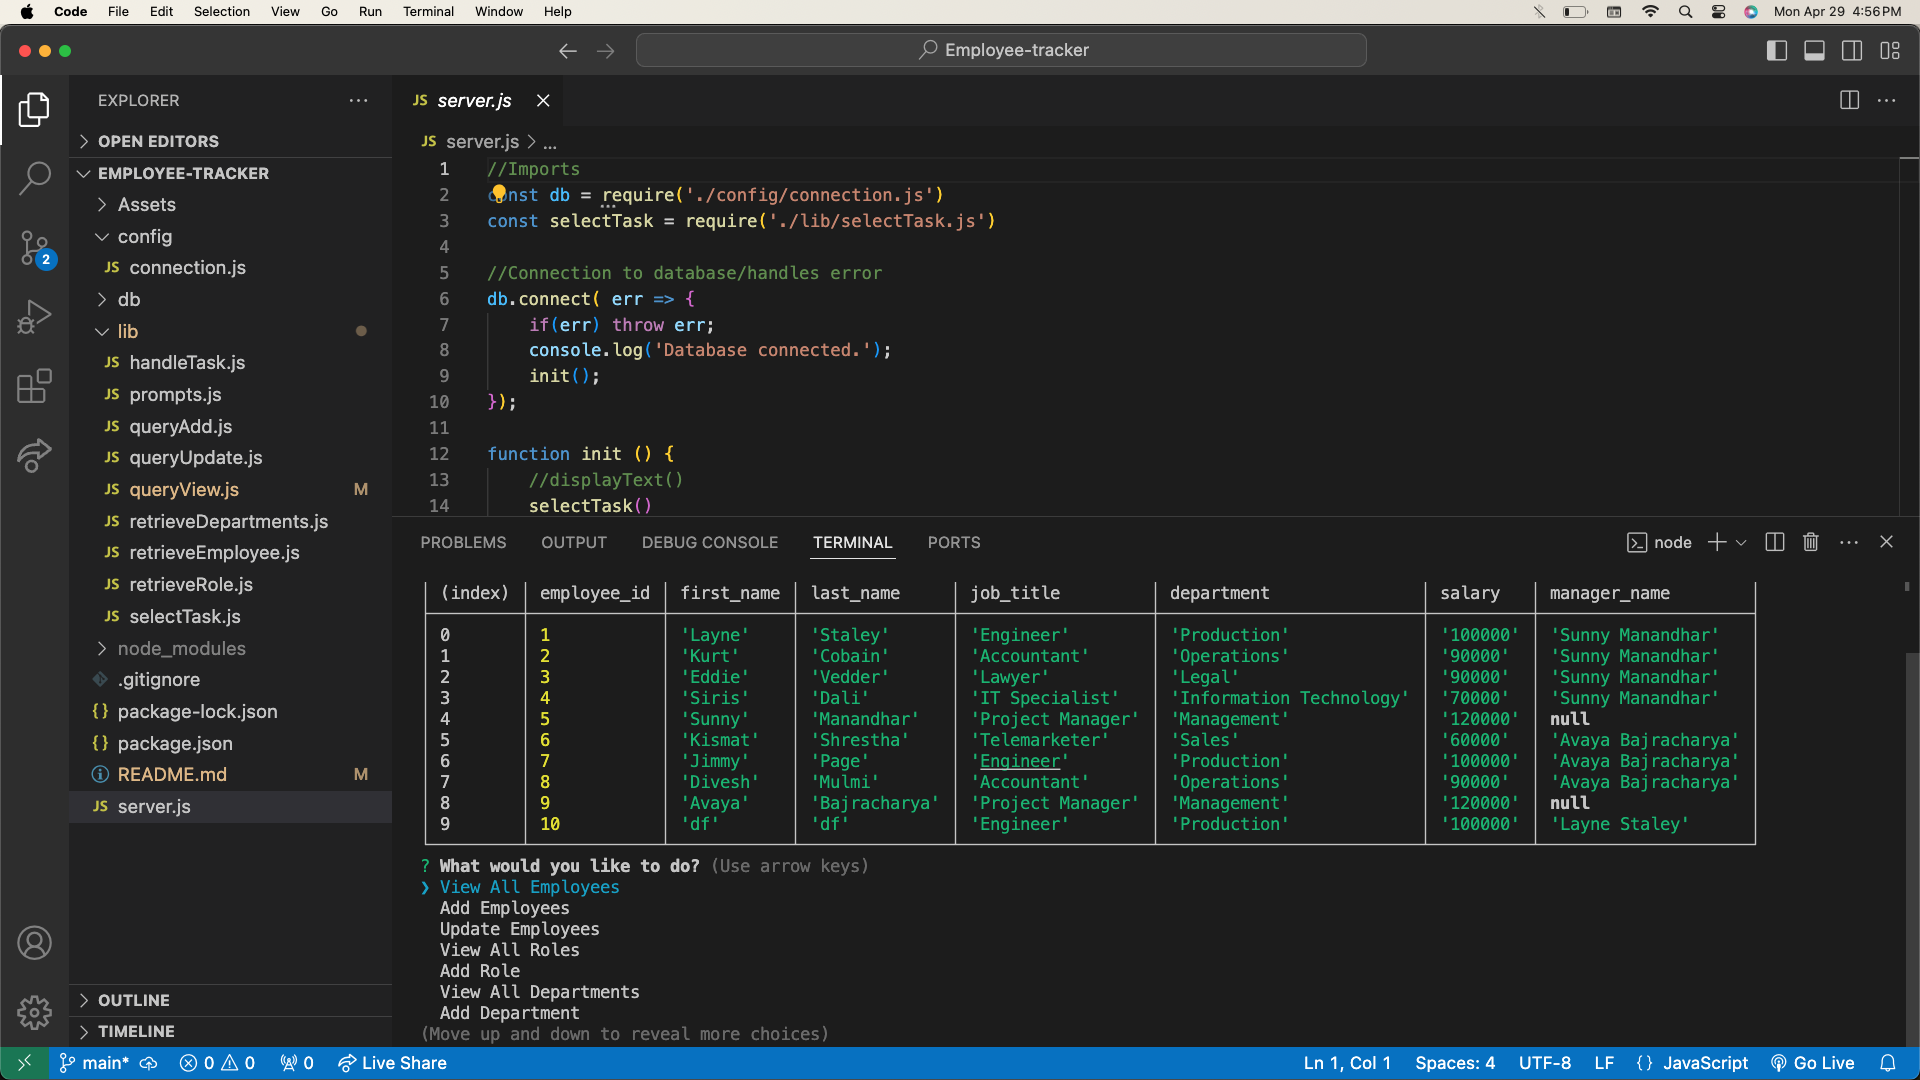 Code File Edit Selection View Go Run Terminal Window Help Mon Apr 29 4:56PM
Employee-tracker
EXPLORER
OPEN EDITORS
EMPLOYEE-TRACKER
Assets
config
JS connection.js
db
lib
JS handleTask.js
JS prompts.js
JS queryAdd.js
JS queryUpdate.js
JS queryView.js M
JS retrieveDepartments.js
JS retrieveEmployee.js
JS retrieveRole.js
JS selectTask.js
node_modules
.gitignore
{} package-lock.json
{} package.json
README.md M
JS server.js
OUTLINE
TIMELINE
2
JS server.js
JS server.js > ...
1 //Imports
2 const db = require('./config/connection.js')
3 const selectTask = require('./lib/selectTask.js')
4
5 //Connection to database/handles error
6 db.connect( err => {
7 if(err) throw err;
8 console.log('Database connected.');
9 init();
10 });
11
12 function init () {
13 //displayText()
14 selectTask()
PROBLEMS OUTPUT DEBUG CONSOLE TERMINAL PORTS node
(index) employee_id first_name last_name job_title department salary manager_name
0 1 'Layne' 'Staley' 'Engineer' 'Production' '100000' 'Sunny Manandhar'
1 2 'Kurt' 'Cobain' 'Accountant' 'Operations' '90000' 'Sunny Manandhar'
2 3 'Eddie' 'Vedder' 'Lawyer' 'Legal' '90000' 'Sunny Manandhar'
3 4 'Siris' 'Dali' 'IT Specialist' 'Information Technology' '70000' 'Sunny Manandhar'
4 5 'Sunny' 'Manandhar' 'Project Manager' 'Management' '120000' null
5 6 'Kismat' 'Shrestha' 'Telemarketer' 'Sales' '60000' 'Avaya Bajracharya'
6 7 'Jimmy' 'Page' 'Engineer' 'Production' '100000' 'Avaya Bajracharya'
7 8 'Divesh' 'Mulmi' 'Accountant' 'Operations' '90000' 'Avaya Bajracharya'
8 9 'Avaya' 'Bajracharya' 'Project Manager' 'Management' '120000' null
9 10 'df' 'df' 'Engineer' 'Production' '100000' 'Layne Staley'
? What would you like to do? (Use arrow keys)
❯ View All Employees
Add Employees
Update Employees
View All Roles
Add Role
View All Departments
Add Department
(Move up and down to reveal more choices)
main* 0 0 0 Live Share Ln 1, Col 1 Spaces: 4 UTF-8 LF {} JavaScript Go Live